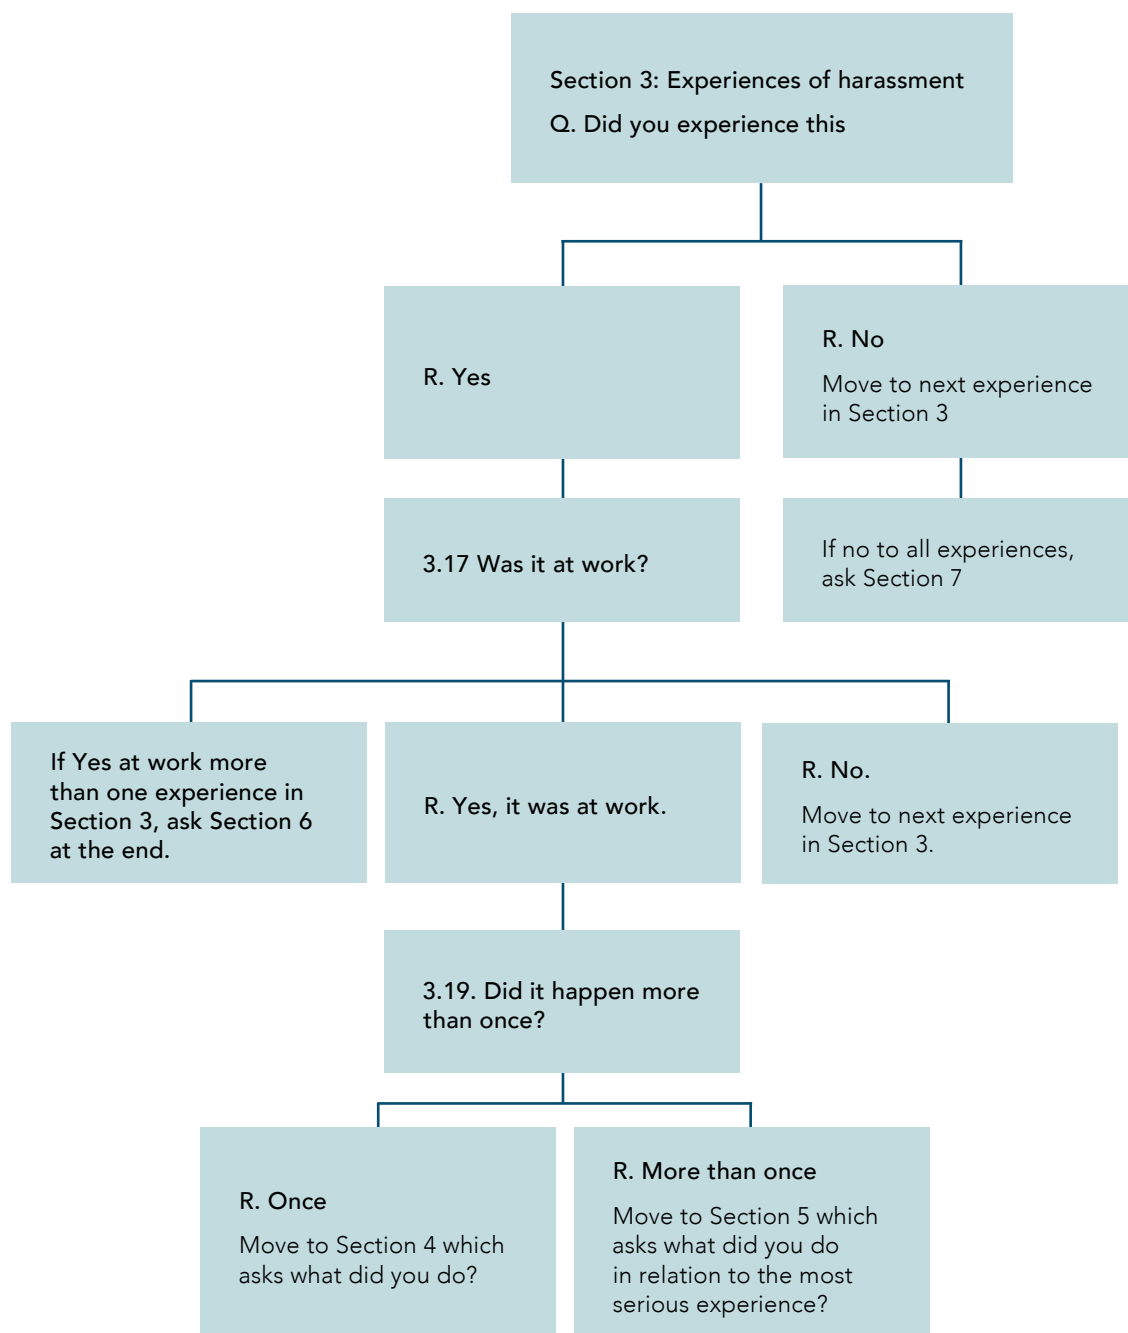 Section 3: Experiences of harassment
Q. Did you experience this
R. Yes
R. No
Move to next experience
in Section 3
3.17 Was it at work?
If no to all experiences,
ask Section 7
If Yes at work more
than one experience in
Section 3, ask Section 6
at the end.
R. Yes, it was at work.
R. No.
Move to next experience
in Section 3.
3.19. Did it happen more
than once?
R. Once
Move to Section 4 which
asks what did you do?
R. More than once
Move to Section 5 which
asks what did you do
in relation to the most
serious experience?